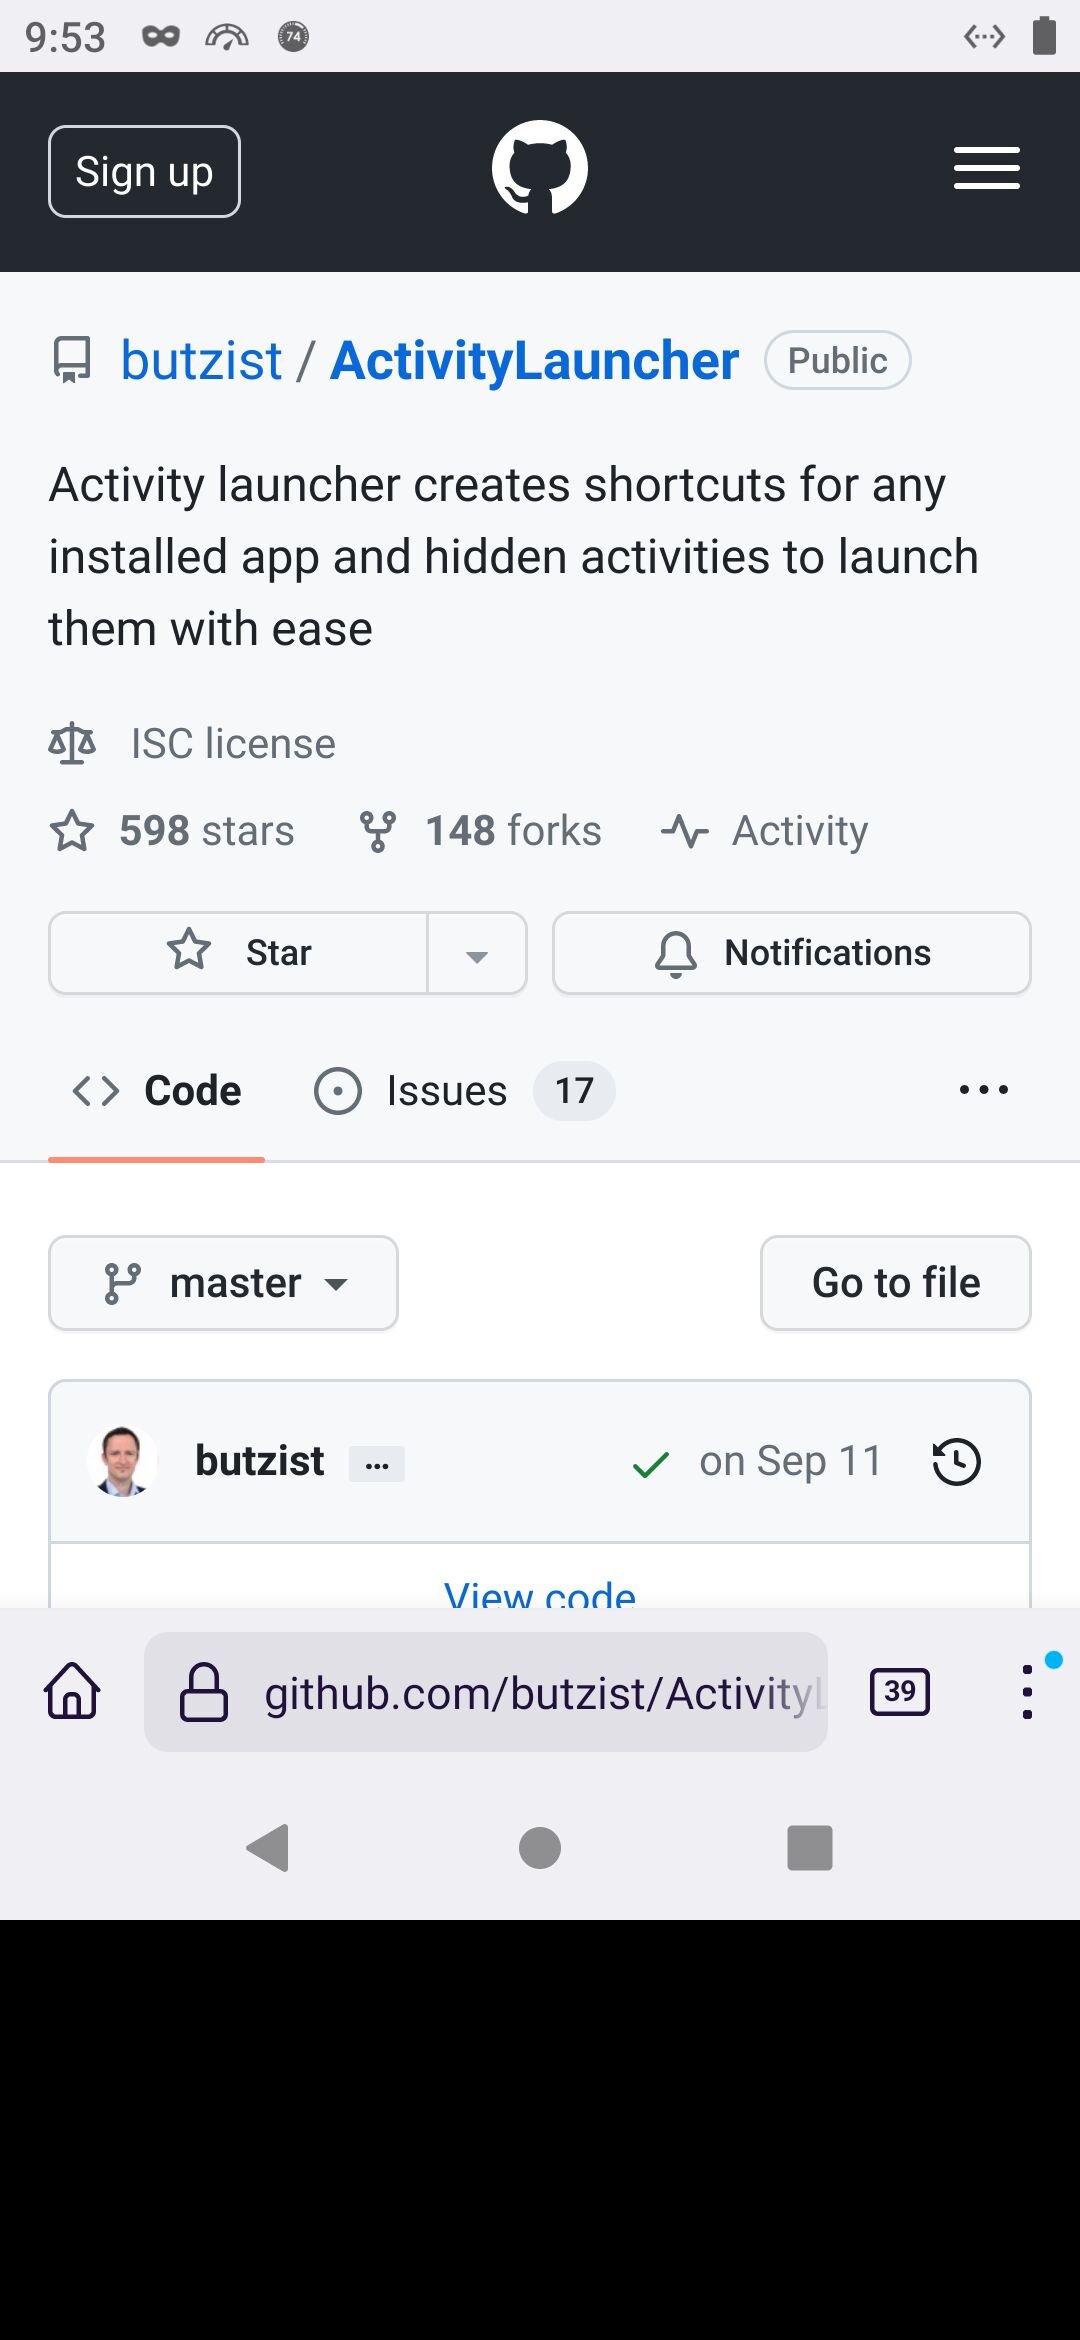 9:53
74
Sign up
butzist / ActivityLauncher Public
Activity launcher creates shortcuts for any
installed app and hidden activities to launch
them with ease
ISC license
598 stars 148 forks Activity
Star Notifications
Code Issues 17 ...
master Go to file
butzist ... on Sep 11
View code
github.com/butzist/ActivityL 39